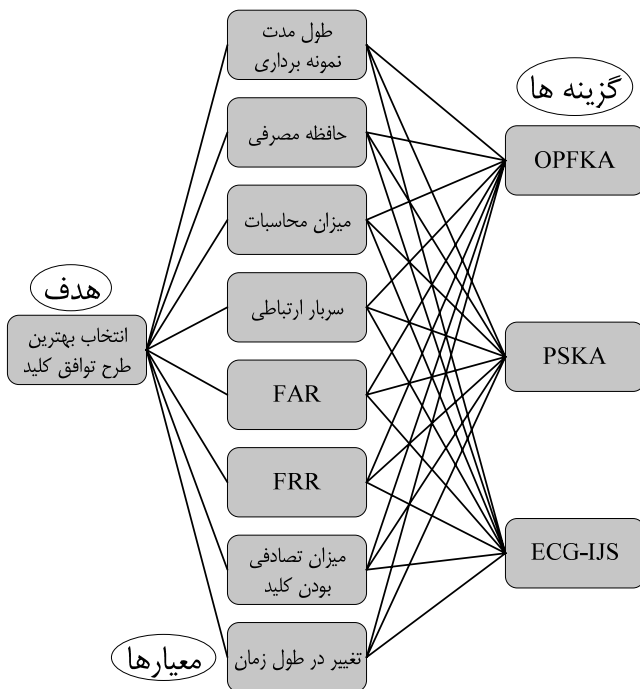 هدف
انتخاب بهترین
طرح توافق کلید
معیارها
طول مدت
نمونه برداری
حافظه مصرفی
میزان محاسبات
سربار ارتباطی
FAR
FRR
میزان تصادفی
بودن کلید
تغییر در طول زمان
گزینه ها
OPFKA
PSKA
ECG-IJS